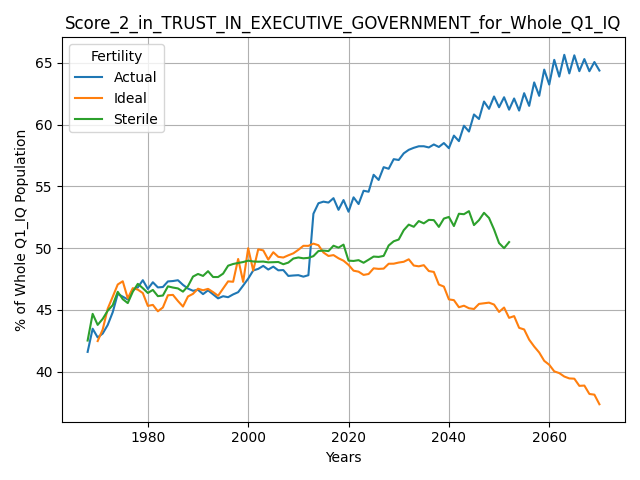 Score_2_in_TRUST_IN_EXECUTIVE_GOVERNMENT_for_Whole_Q1_IQ
Fertility
Actual
Ideal
Sterile
% of Whole Q1_IQ Population
65
60
55
50
45
40
1980
2000
2020
2040
2060
Years